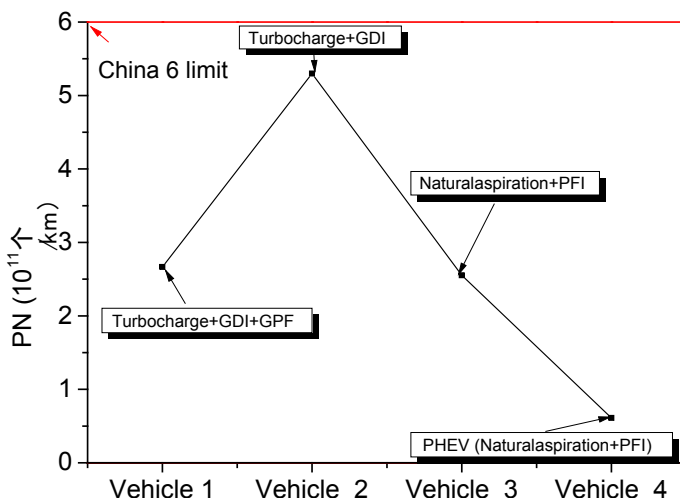 6
Turbocharge+GDI
China 6 limit
5
4
Naturalaspiration+PFI
3
Turbocharge+GDI+GPF
2
1
PHEV (Naturalaspiration+PFI)
0
PN (10¹¹个/km)
Vehicle 1 Vehicle 2 Vehicle 3 Vehicle 4